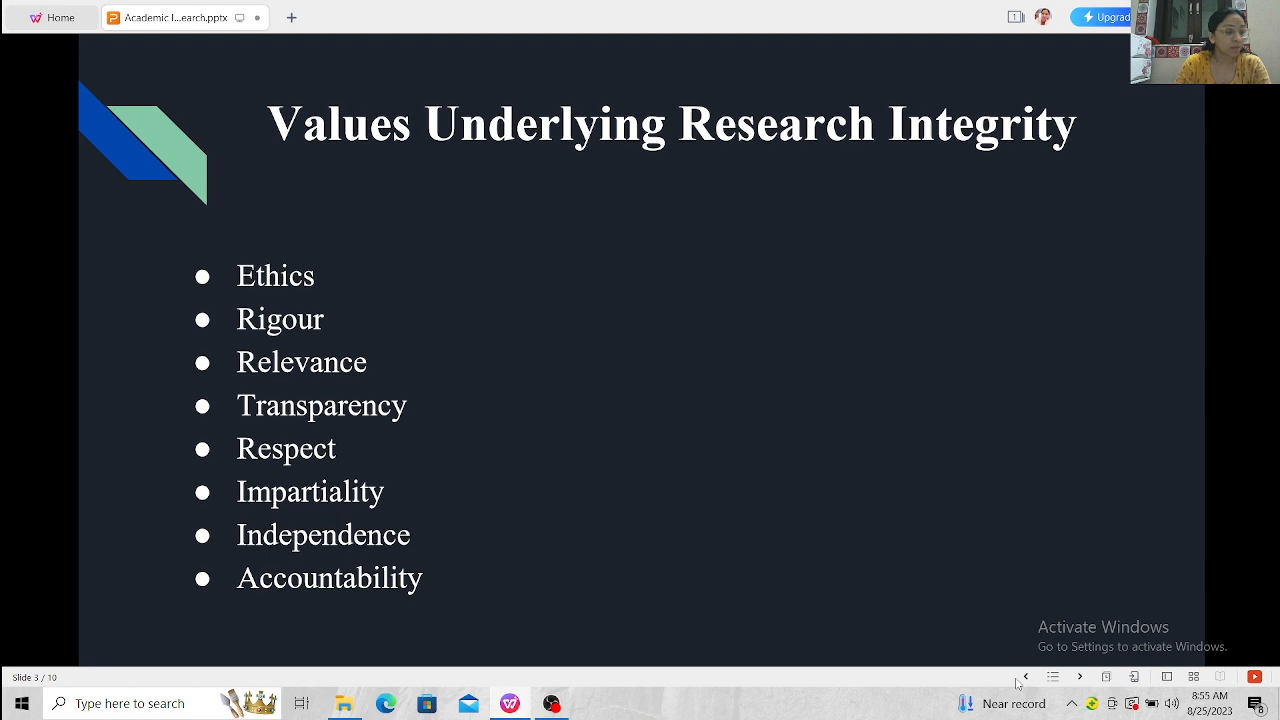 Home
Academic I...earch.pptx
1
Upgrad
Values Underlying Research Integrity
Ethics
Rigour
Relevance
Transparency
Respect
Impartiality
Independence
Accountability
Activate Windows
Go to Settings to activate Windows.
Slide 3 / 10
Type here to search
Near record
8:55 AM
8/25/2023
8